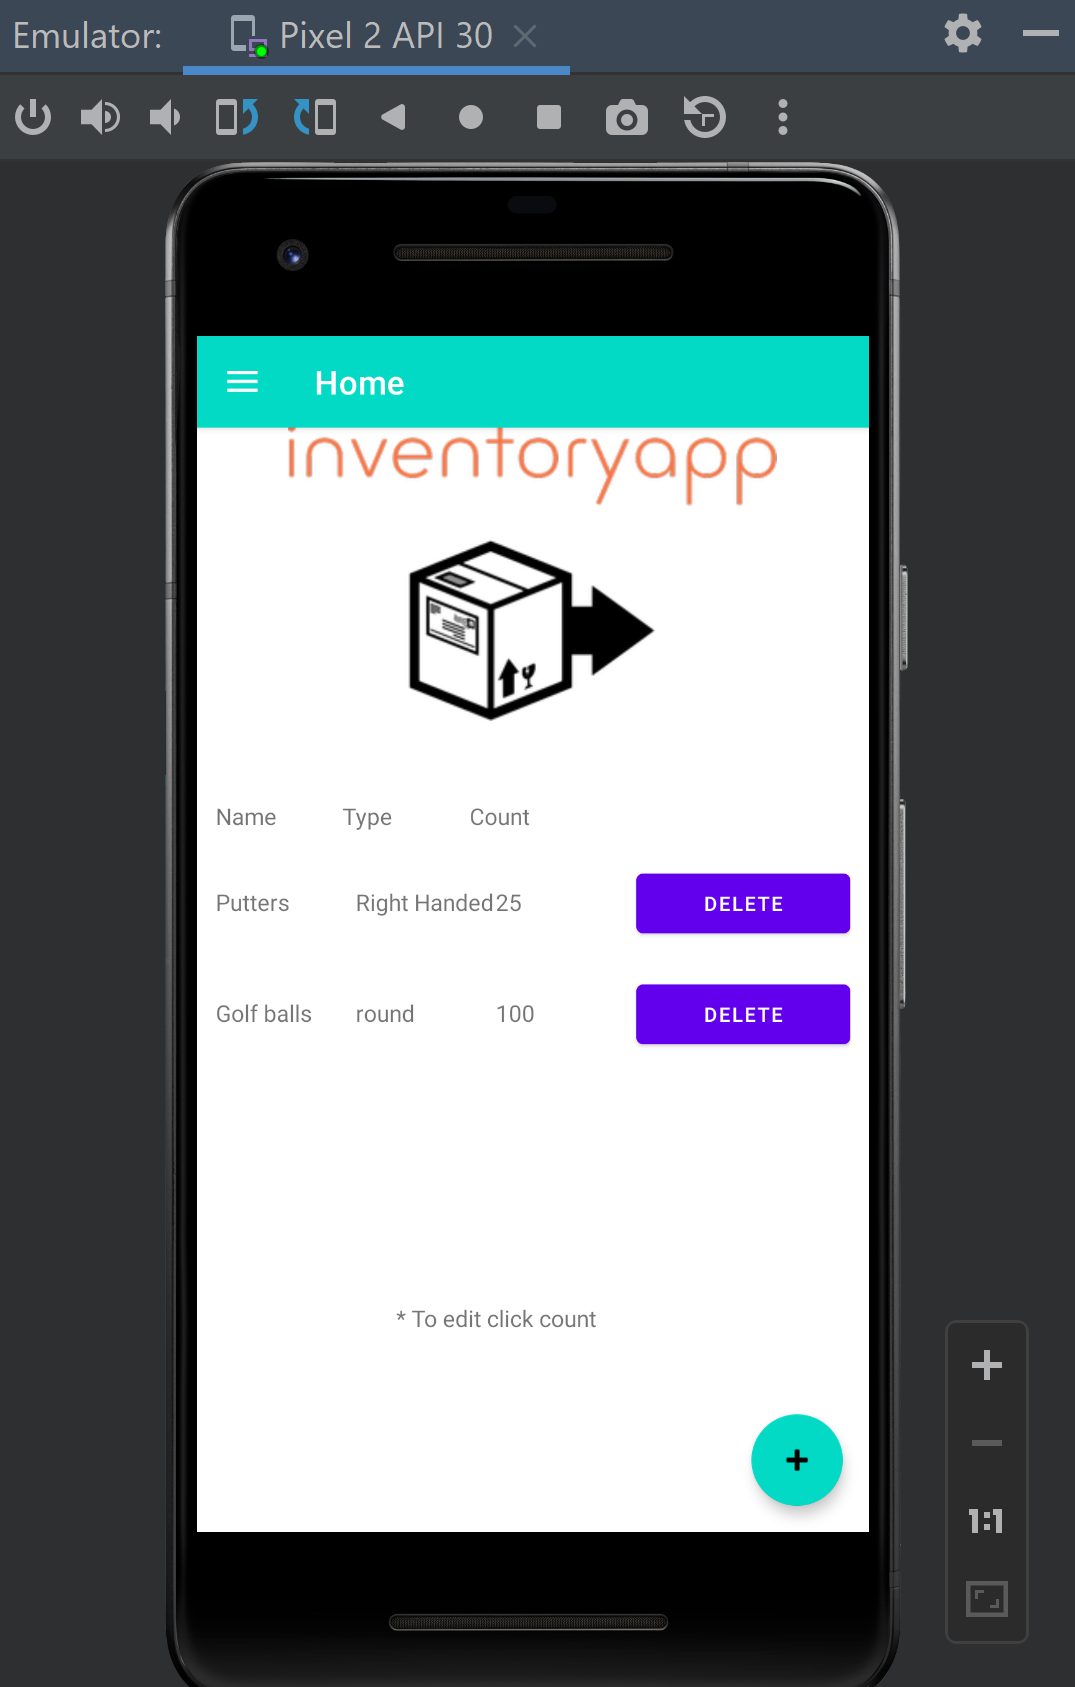 Emulator: Pixel 2 API 30
Home
inventoryapp
Name Type Count
Putters Right Handed 25 DELETE
Golf balls round 100 DELETE
* To edit click count
+
1:1